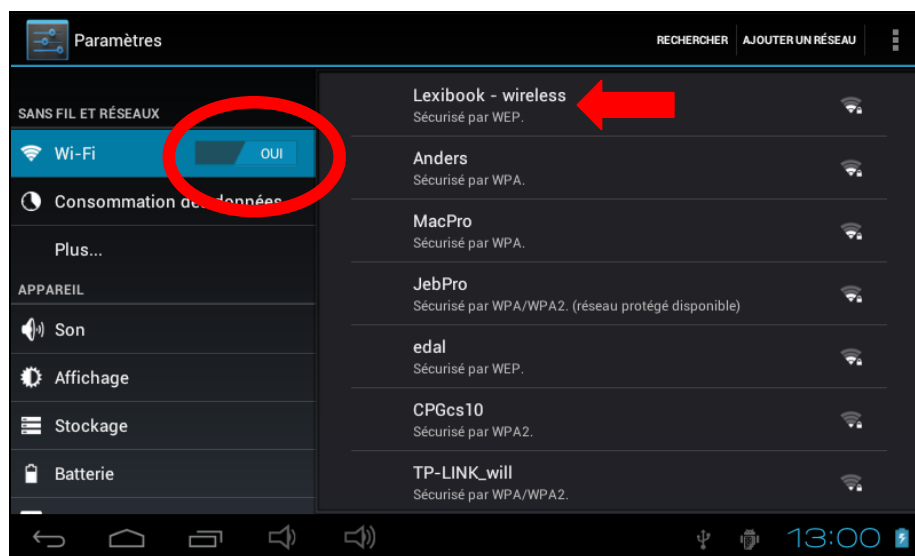 Paramètres
RECHERCHER
AJOUTER UN RÉSEAU
SANS FIL ET RÉSEAUX
Wi-Fi
OUI
Consommation des données
Plus...
APPAREIL
Son
Affichage
Stockage
Batterie
Lexibook - wireless
Sécurisé par WEP.
Anders
Sécurisé par WPA.
MacPro
Sécurisé par WPA.
JebPro
Sécurisé par WPA/WPA2. (réseau protégé disponible)
edal
Sécurisé par WEP.
CPGcs10
Sécurisé par WPA2.
TP-LINK_will
Sécurisé par WPA/WPA2.
13:00